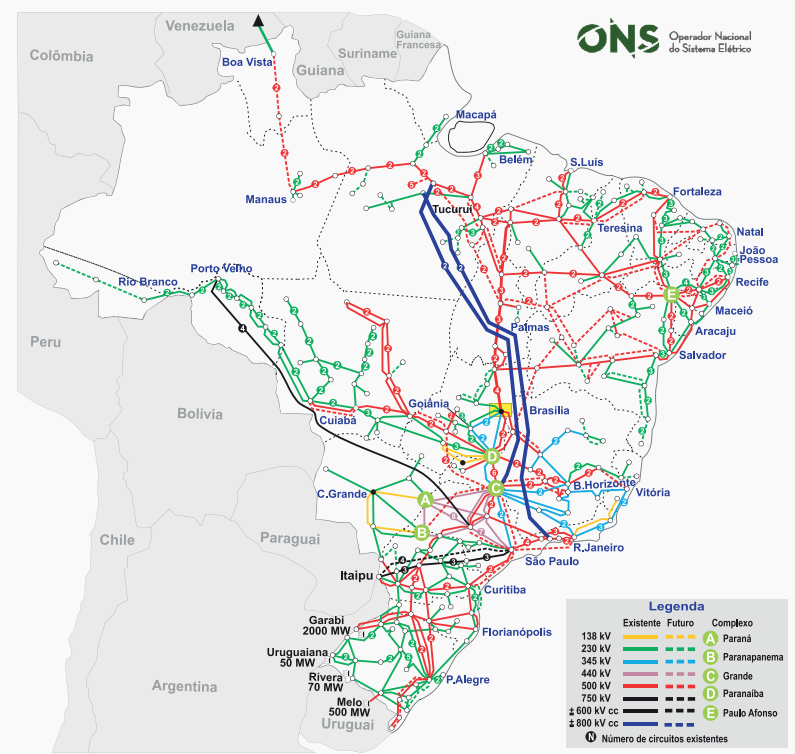 Venezuela
Colômbia
Boa Vista
Guiana
Suriname
Guiana
Francesa
ONS
Operador Nacional
do Sistema Elétrico
Macapá
Belém
S.Luís
Manaus
Tucuruí
Fortaleza
Teresina
Natal
João
Pessoa
Recife
Maceió
Aracaju
Salvador
E
Porto Velho
Rio Branco
Peru
Palmas
Bolívia
Cuiabá
Goiânia
Brasília
D
C
B.Horizonte
Vitória
C.Grande
A
B
Chile
Paraguai
R.Janeiro
São Paulo
Itaipu
Curitiba
Garabi
2000 MW
Florianópolis
Uruguaiana
50 MW
Rivera
70 MW
P.Alegre
Melo
500 MW
Argentina
Uruguai
Legenda
Existente Futuro Complexo
138 kV A Paraná
230 kV
345 kV B Paranapanema
440 kV C Grande
500 kV D Paranaiba
750 kV
± 600 kV cc E Paulo Afonso
± 800 kV cc
N Número de circuitos existentes